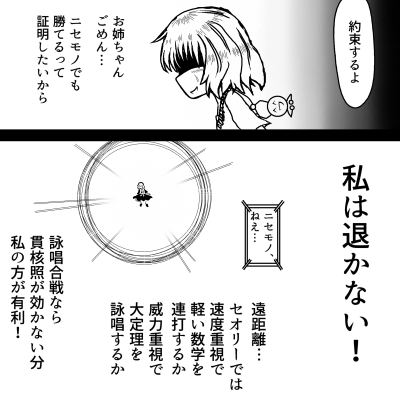 約束するよ
お姉ちゃん
ごめん…
ニセモノでも
勝てるって
証明したいから
私は退かない！
ニセモノ、
ねえ…
遠距離…
セオリーでは
速度重視で
軽い数学を
連打するか
威力重視で
大定理を
詠唱するか
詠唱合戦なら
貫核照が効かない分
私の方が有利！